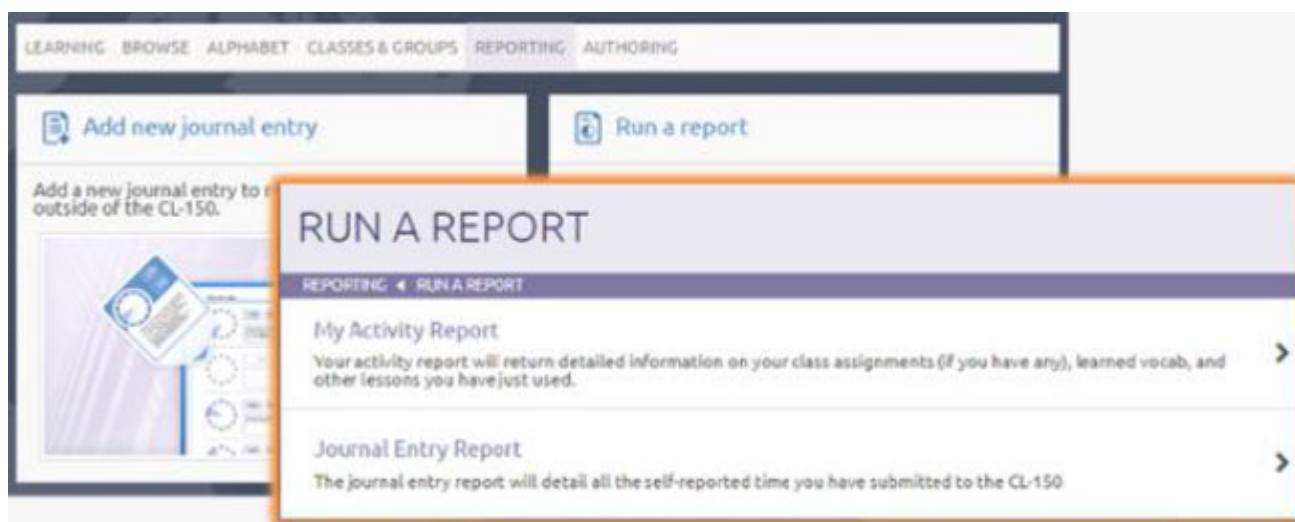 LEARNING BROWSE ALPHABET CLASSES & GROUPS REPORTING AUTHORING
Add new journal entry
Run a report
Add a new journal entry to
outside of the CL-150.
RUN A REPORT
REPORTING RUN A REPORT
My Activity Report
Your activity report will return detailed information on your class assignments (if you have any), learned vocab, and
other lessons you have just used.
Journal Entry Report
The journal entry report will detail all the self-reported time you have submitted to the CL-150